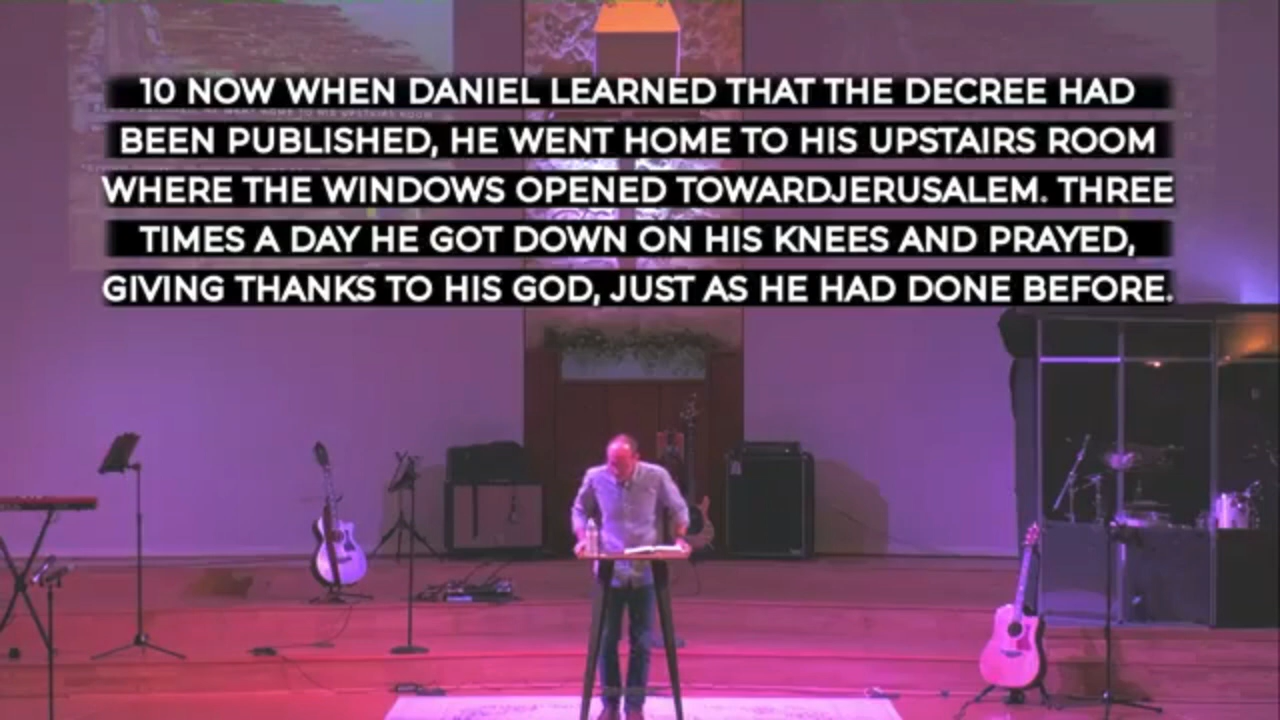 10 NOW WHEN DANIEL LEARNED THAT THE DECREE HAD
BEEN PUBLISHED, HE WENT HOME TO HIS UPSTAIRS ROOM
WHERE THE WINDOWS OPENED TOWARDJERUSALEM. THREE
TIMES A DAY HE GOT DOWN ON HIS KNEES AND PRAYED,
GIVING THANKS TO HIS GOD, JUST AS HE HAD DONE BEFORE.